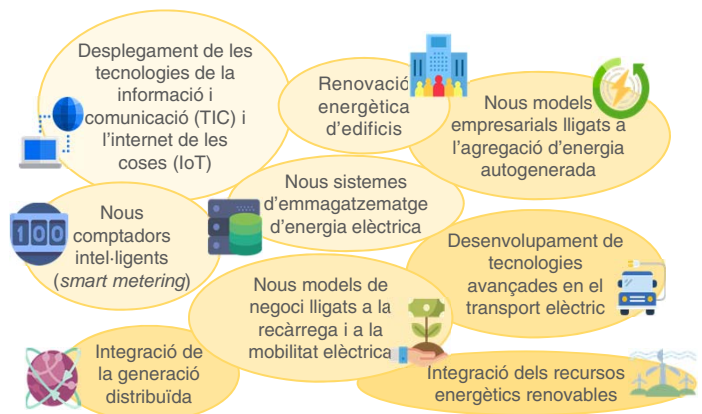 Desplegament de les
tecnologies de la
informació i
comunicació (TIC) i
l'internet de les
coses (IoT)
Renovació
energètica
d'edificis
Nous models
empresarials lligats a
l'agregació d'energia
autogenerada
Nous
comptadors
intel·ligents
(smart metering)
100
Nous sistemes
d'emmagatzematge
d'energia elèctrica
Desenvolupament de
tecnologies
avançades en el
transport elèctric
Nous models de
negoci lligats a la
recàrrega i a la
mobilitat elèctrica
Integració de
la generació
distribuïda
Integració dels recursos
energètics renovables